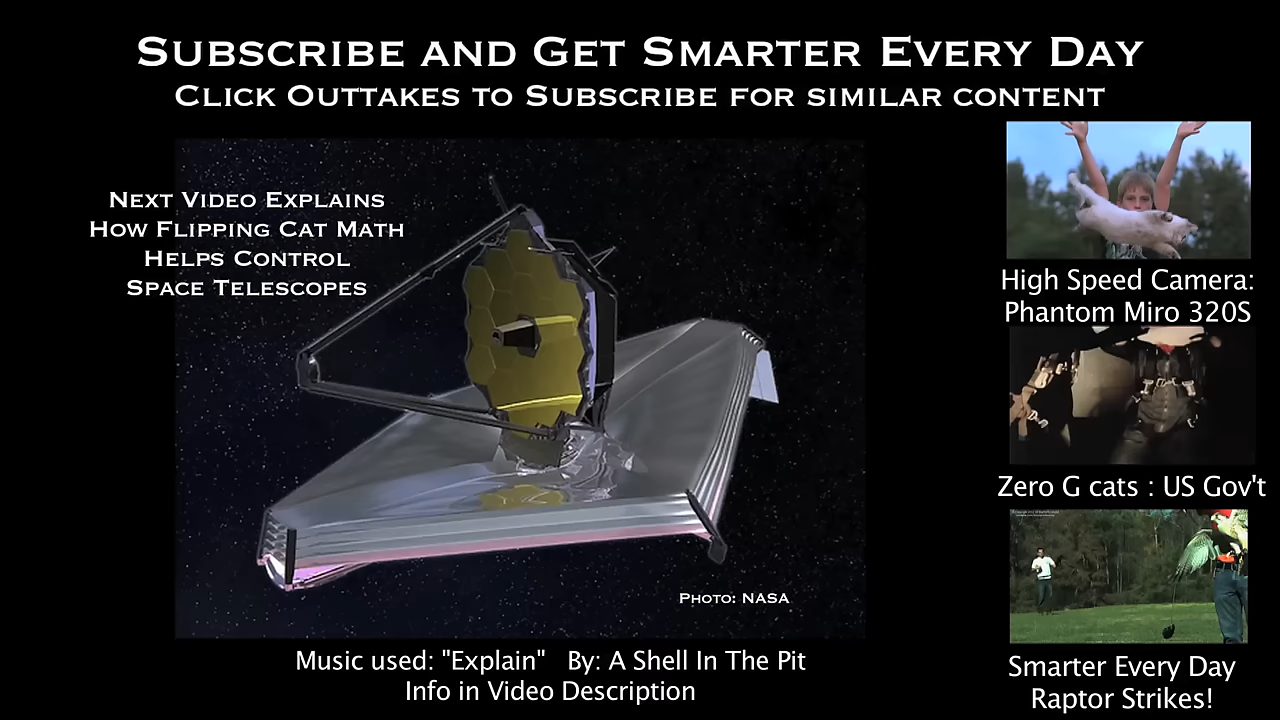 Subscribe and Get Smarter Every Day
Click Outtakes to Subscribe for similar content
Next Video Explains
How Flipping Cat Math
Helps Control
Space Telescopes
Photo: NASA
Music used: "Explain" By: A Shell In The Pit
Info in Video Description
High Speed Camera:
Phantom Miro 320S
Zero G cats : US Gov't
Smarter Every Day
Raptor Strikes!